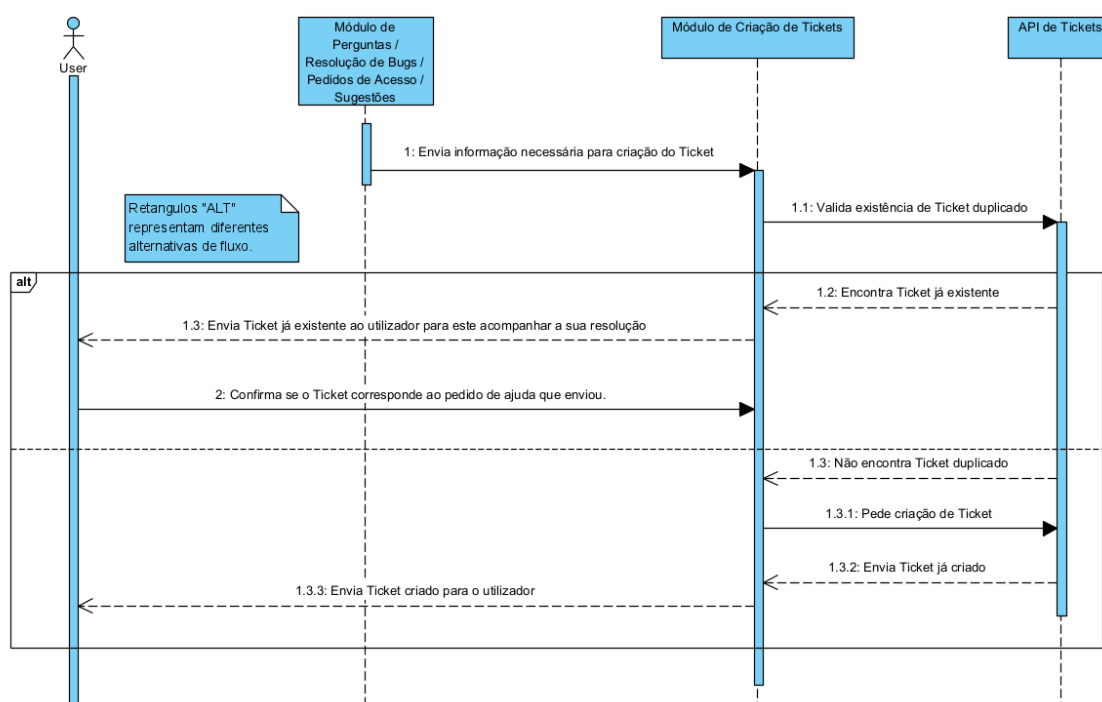 User
Módulo de
Perguntas /
Resolução de Bugs /
Pedidos de Acesso /
Sugestões
Módulo de Criação de Tickets
API de Tickets
1: Envia informação necessária para criação do Ticket
Retangulos "ALT"
representam diferentes
alternativas de fluxo.
1.1: Valida existência de Ticket duplicado
alt
1.2: Encontra Ticket já existente
1.3: Envia Ticket já existente ao utilizador para este acompanhar a sua resolução
2: Confirma se o Ticket corresponde ao pedido de ajuda que enviou.
1.3: Não encontra Ticket duplicado
1.3.1: Pede criação de Ticket
1.3.2: Envia Ticket já criado
1.3.3: Envia Ticket criado para o utilizador